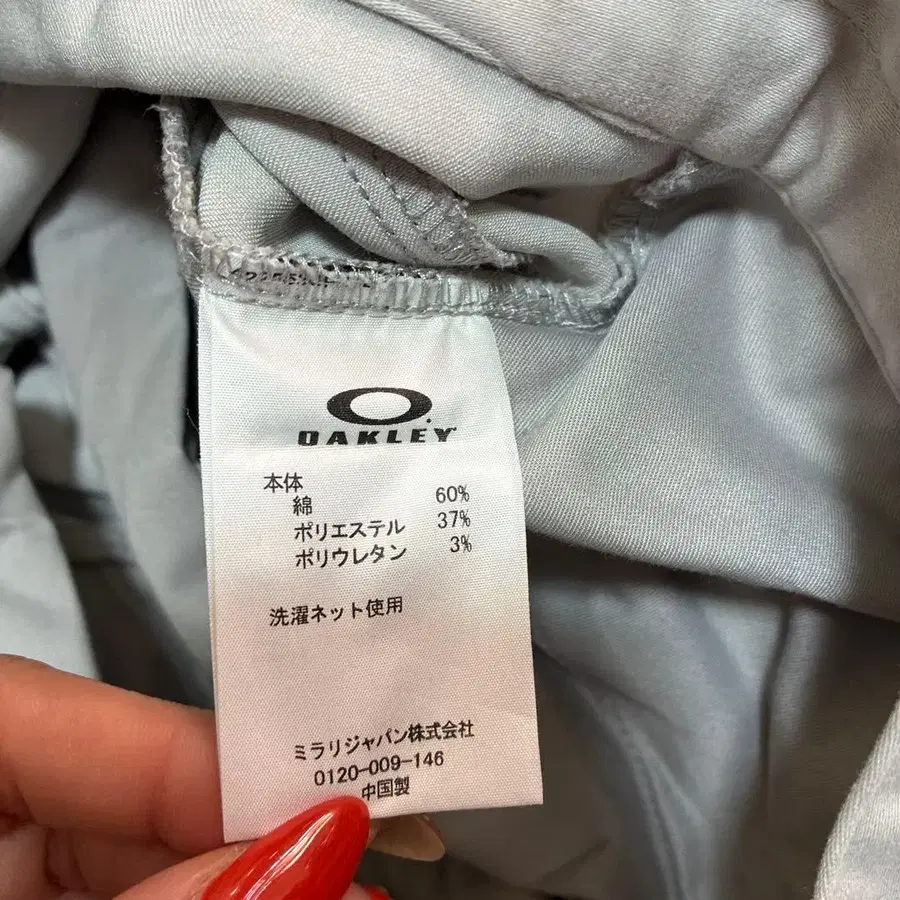 OAKLEY
本体
綿 60%
ポリエステル 37%
ポリウレタン 3%
洗濯ネット使用
ミラリジャパン株式会社
0120-009-146
中国製